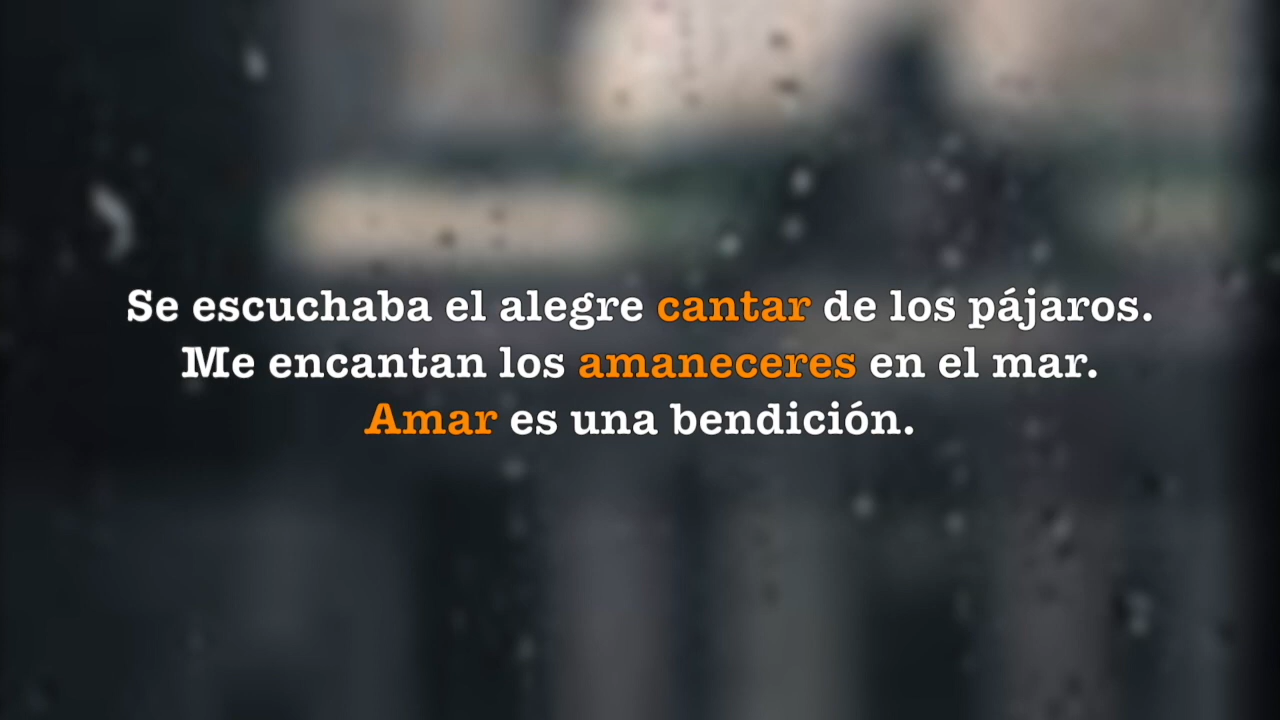 Se escuchaba el alegre cantar de los pájaros.
Me encantan los amaneceres en el mar.
Amar es una bendición.